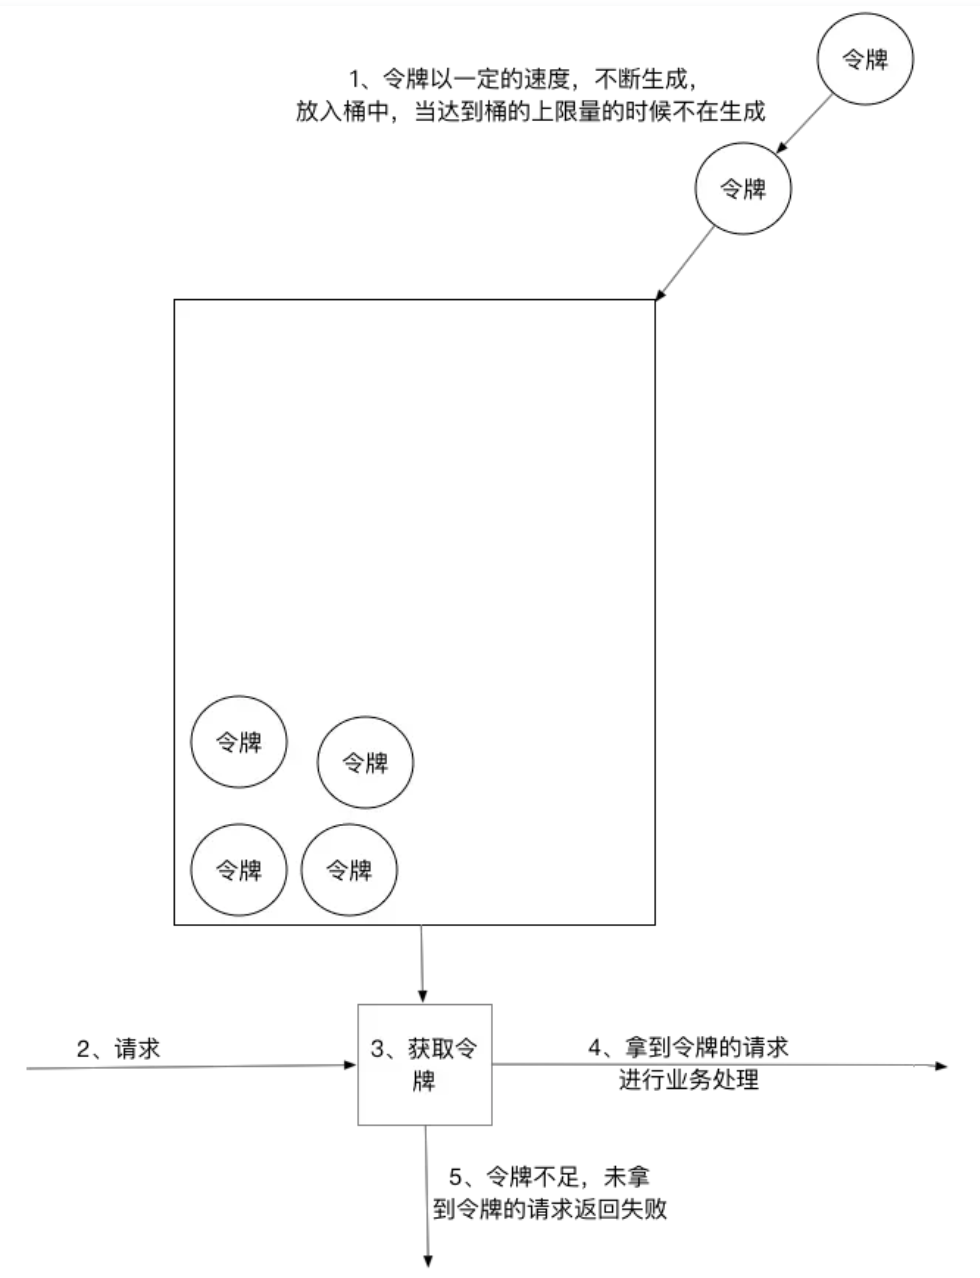 令牌
1、令牌以一定的速度，不断生成，
放入桶中，当达到桶的上限量的时候不在生成
令牌
令牌
令牌
令牌
令牌
2、请求
3、获取令
牌
4、拿到令牌的请求
进行业务处理
5、令牌不足，未拿
到令牌的请求返回失败